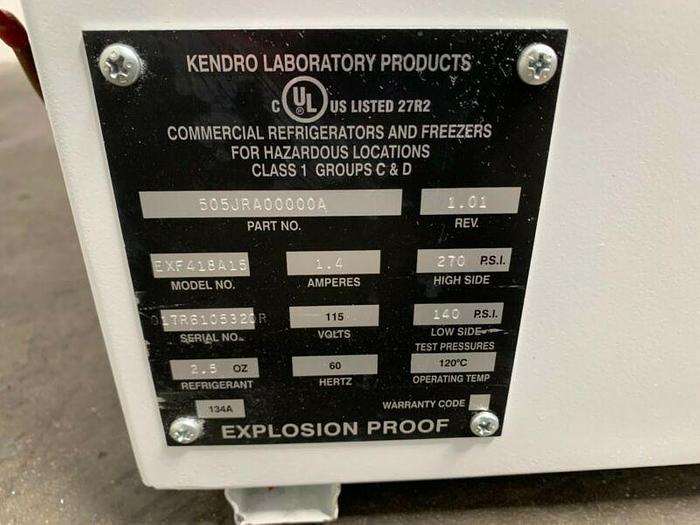 KENDRO LABORATORY PRODUCTS
C UL ® US LISTED 27R2
COMMERCIAL REFRIGERATORS AND FREEZERS
FOR HAZARDOUS LOCATIONS
CLASS 1 GROUPS C & D
505JRA00000A 1.01
PART NO. REV.
EXF418A15 1.4 270 P.S.I.
MODEL NO. AMPERES HIGH SIDE
017R6105320R 115 140 P.S.I.
SERIAL NO. VOLTS LOW SIDE
TEST PRESSURES
2.5 OZ 60 120°C
REFRIGERANT HERTZ OPERATING TEMP
134A WARRANTY CODE
EXPLOSION PROOF